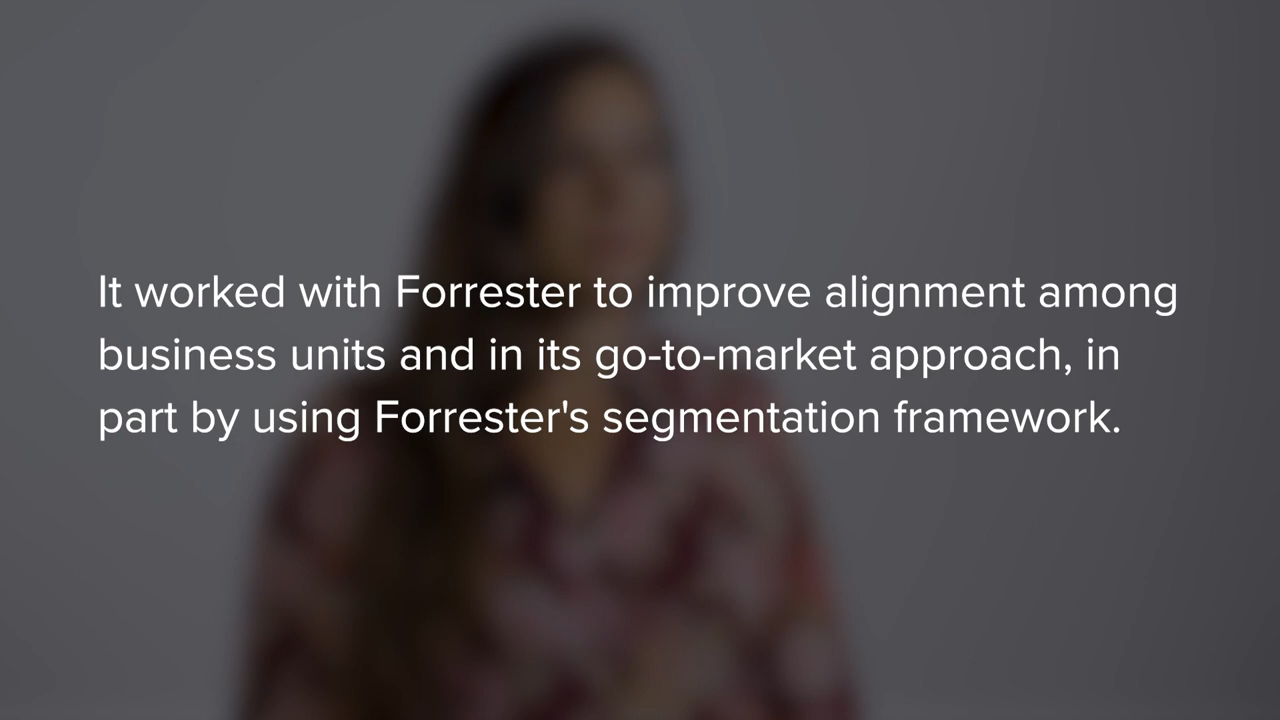 It worked with Forrester to improve alignment among
business units and in its go-to-market approach, in
part by using Forrester's segmentation framework.